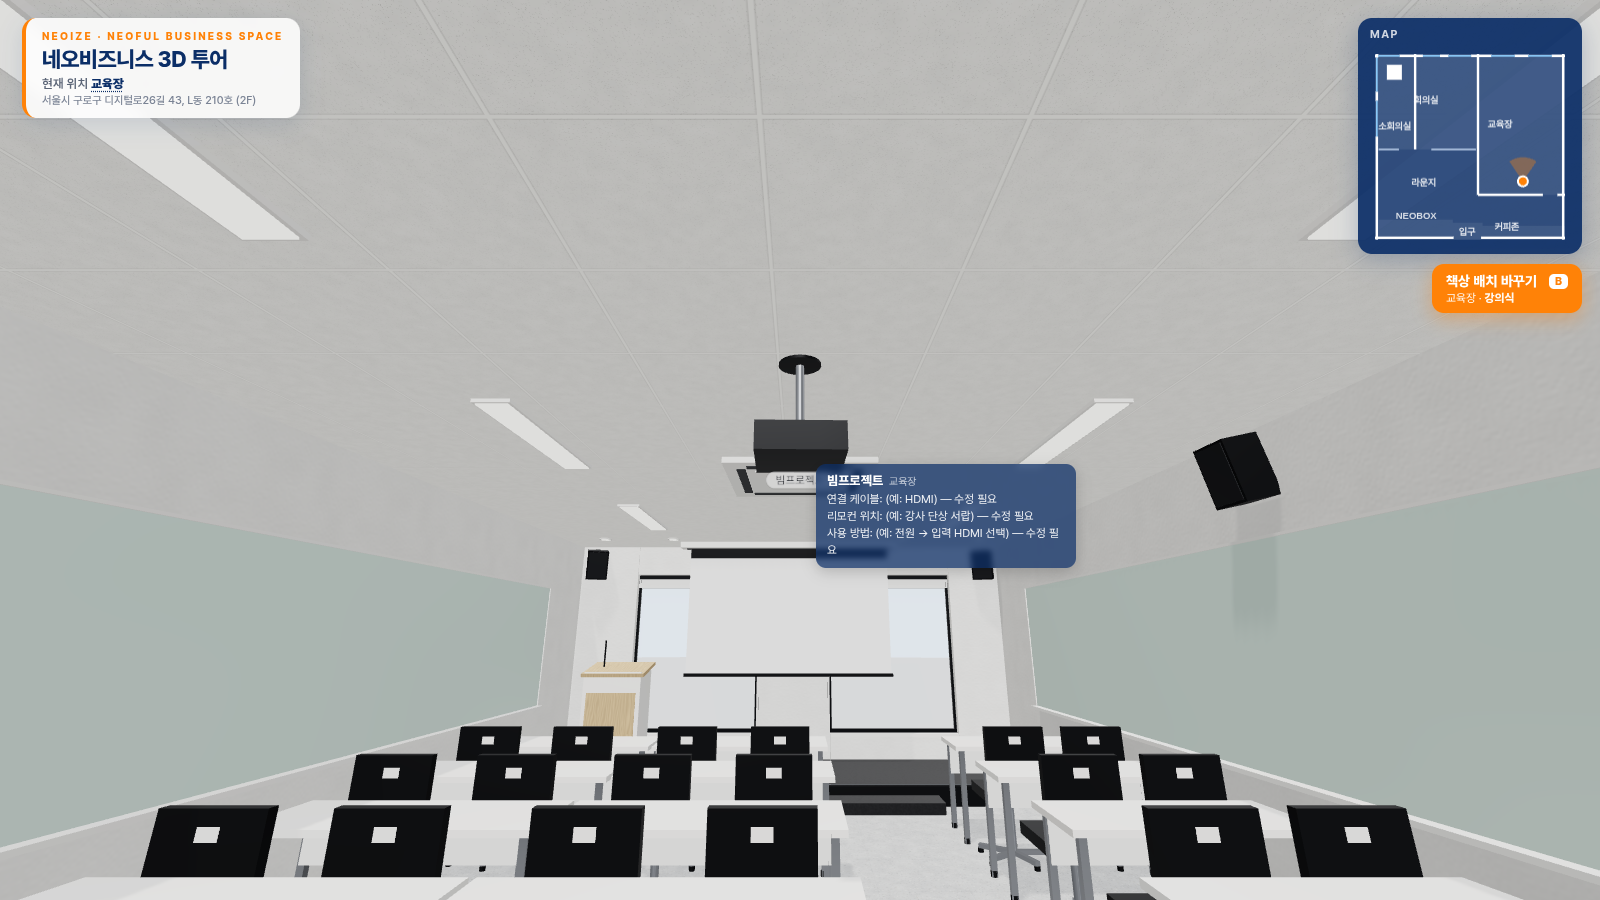 NEOIZE · NEOFUL BUSINESS SPACE
네오비즈니스 3D 투어
현재 위치 교육장
서울시 구로구 디지털로26길 43, L동 210호 (2F)
MAP
회의실
소회의실
교육장
라운지
NEOBOX
입구
커피존
책상 배치 바꾸기 B
교육장 · 강의식
빔프로젝
빔프로젝트 교육장
연결 케이블: (예: HDMI) — 수정 필요
리모컨 위치: (예: 강사 단상 서랍) — 수정 필요
사용 방법: (예: 전원 → 입력 HDMI 선택) — 수정 필
요